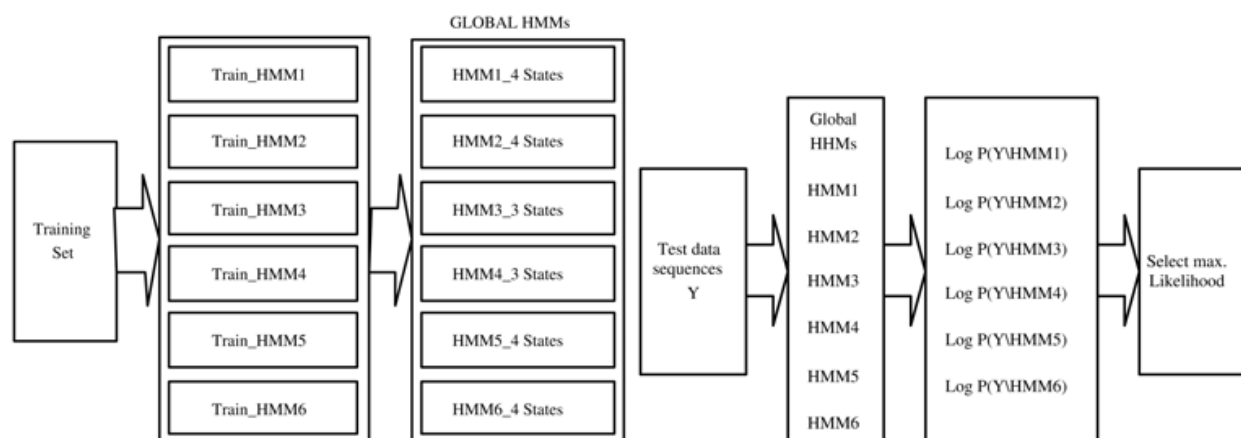 GLOBAL HMMs
Training
Set
Train_HMM1
Train_HMM2
Train_HMM3
Train_HMM4
Train_HMM5
Train_HMM6
HMM1_4 States
HMM2_4 States
HMM3_3 States
HMM4_3 States
HMM5_4 States
HMM6_4 States
Test data
sequences
Y
Global
HHMs
HMM1
HMM2
HMM3
HMM4
HMM5
HMM6
Log P(Y\HMM1)
Log P(Y\HMM2)
Log P(Y\HMM3)
Log P(Y\HMM4)
Log P(Y\HMM5)
Log P(Y\HMM6)
Select max.
Likelihood